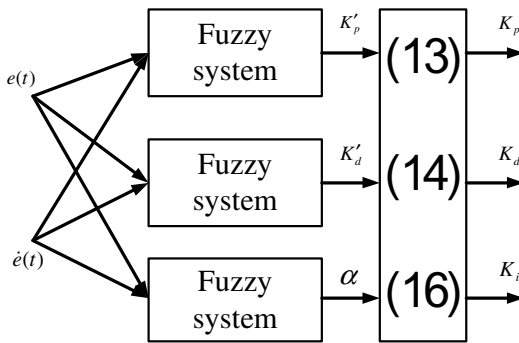 e(t)
ė(t)
Fuzzy
system
K′ₚ
(13)
Kₚ
Fuzzy
system
K′d
(14)
Kd
Fuzzy
system
α
(16)
Kᵢ